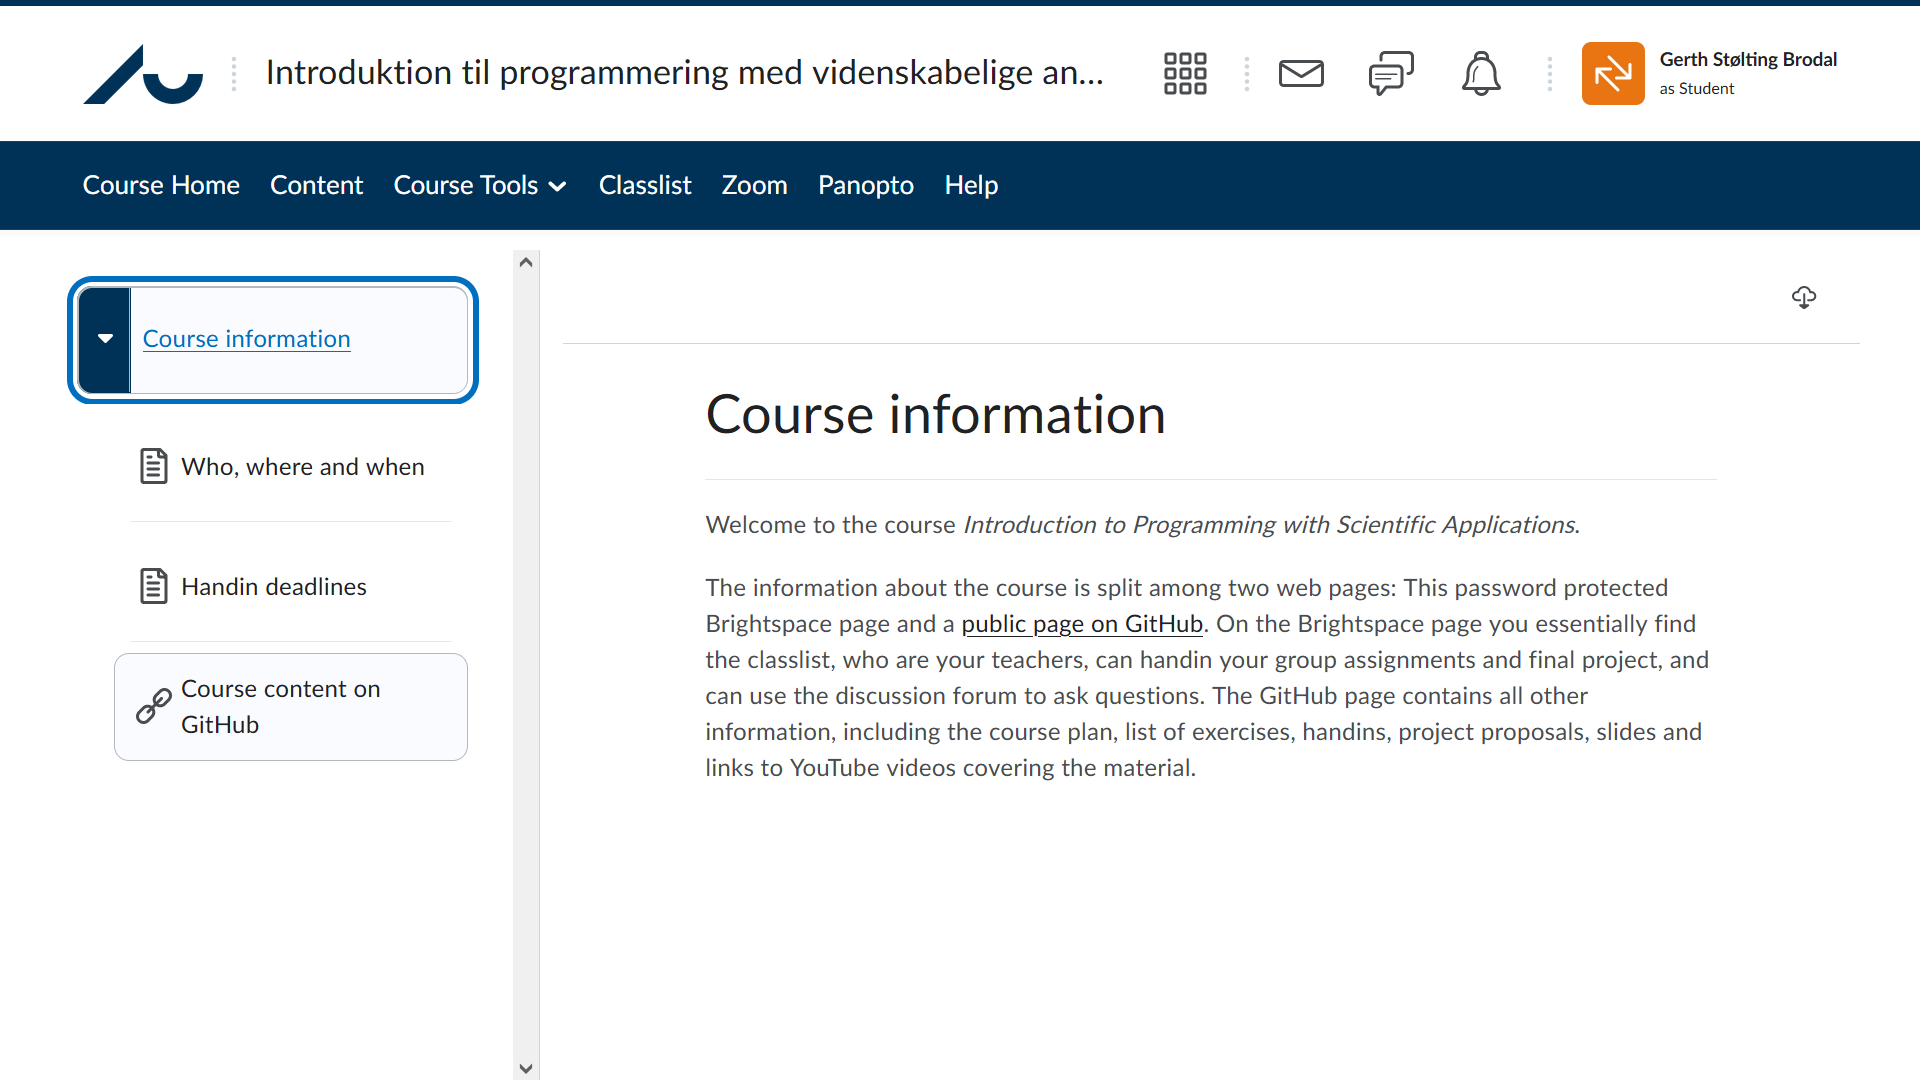 Introduktion til programmering med videnskabelige an...
Gerth Stølting Brodal
as Student
Course Home Content Course Tools Classlist Zoom Panopto Help
Course information
Who, where and when
Handin deadlines
Course content on
GitHub
Course information
Welcome to the course Introduction to Programming with Scientific Applications.
The information about the course is split among two web pages: This password protected
Brightspace page and a public page on GitHub. On the Brightspace page you essentially find
the classlist, who are your teachers, can handin your group assignments and final project, and
can use the discussion forum to ask questions. The GitHub page contains all other
information, including the course plan, list of exercises, handins, project proposals, slides and
links to YouTube videos covering the material.